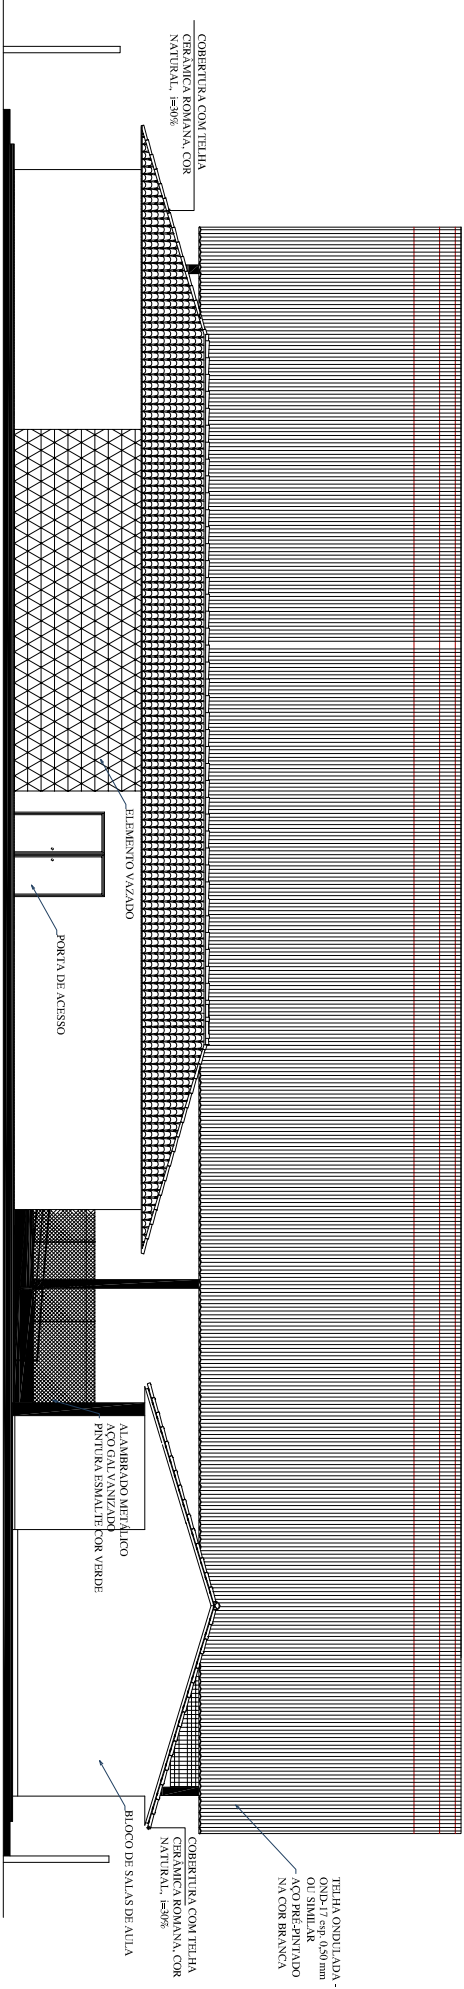 COBERTURA COM TELHA
CERÂMICA ROMANA, COR
NATURAL, i=30%
ELEMENTO VAZADO
PORTA DE ACESSO
ALAMBRADO METÁLICO
AÇO GALVANIZADO
PINTURA ESMALTE COR VERDE
BLOCO DE SALAS DE AULA
COBERTURA COM TELHA
CERÂMICA ROMANA, COR
NATURAL, i=30%
TELHA ONDULADA -
OND-17 esp. 0,50 mm
OU SIMILAR
AÇO PRÉ-PINTADO
NA COR BRANCA